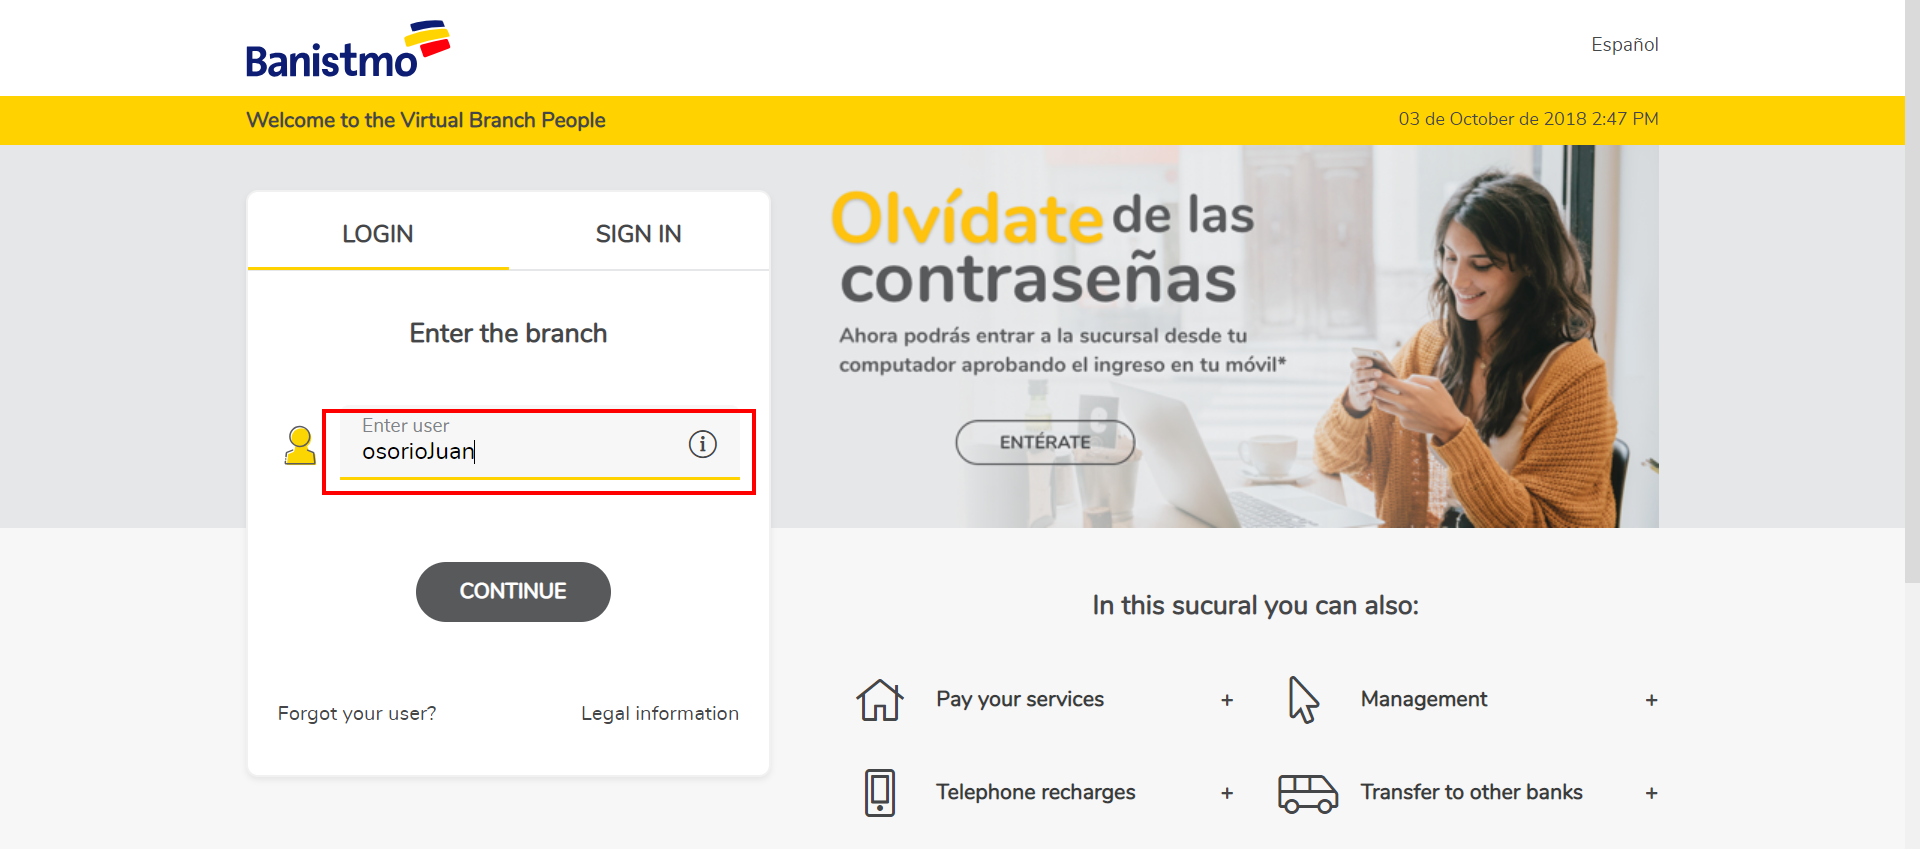 Banistmo
Español
Welcome to the Virtual Branch People
03 de October de 2018 2:47 PM
LOGIN
SIGN IN
Enter the branch
Enter user
osorioJuan
CONTINUE
Forgot your user?
Legal information
Olvídate de las
contraseñas
Ahora podrás entrar a la sucursal desde tu
computador aprobando el ingreso en tu móvil*
ENTÉRATE
In this sucural you can also:
Pay your services +
Management +
Telephone recharges +
Transfer to other banks +